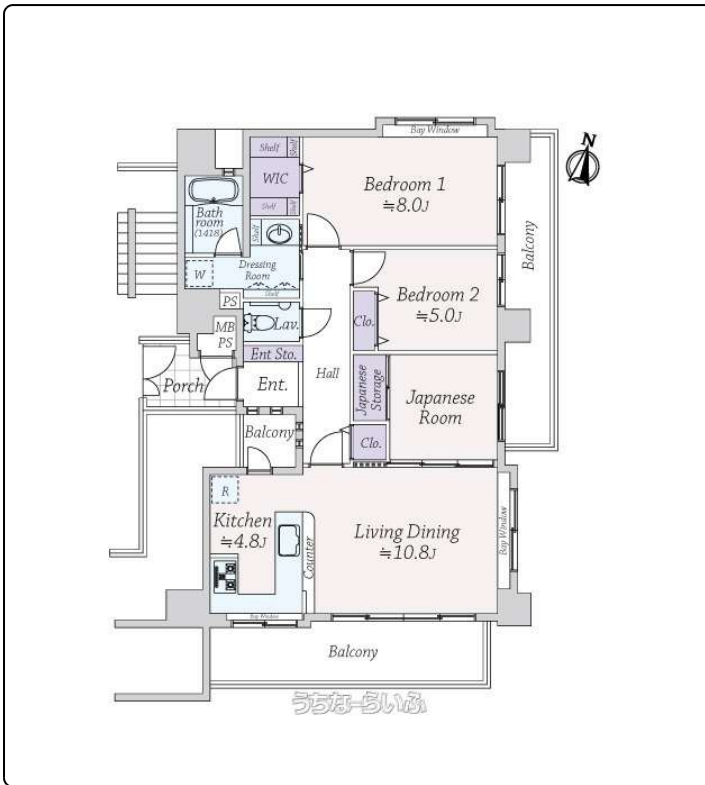 Bay Window
N
Shelf
Shelf
WIC
Shelf
Shelf
Bedroom 1
≒8.0J
Balcony
Bath
room
(1418)
Shelf
W
Dressing
Room
Shelf
Bedroom 2
≒5.0J
PS
Lav.
Clo.
MB
PS
Ent Sto.
Hall
Porch
Ent.
Japanese
Storage
Japanese
Room
Balcony
Clo.
R
Kitchen
≒4.8J
Counter
Living Dining
≒10.8J
Bay Window
Bay Window
Balcony
うちなーらいふ